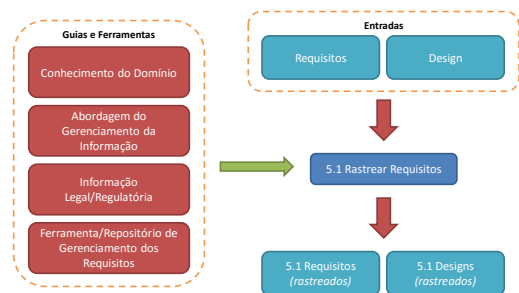 Guias e Ferramentas
Conhecimento do Domínio
Abordagem do
Gerenciamento da
Informação
Informação
Legal/Regulatória
Ferramenta/Repositório de
Gerenciamento dos
Requisitos
Entradas
Requisitos
Design
5.1 Rastrear Requisitos
5.1 Requisitos
(rastreados)
5.1 Designs
(rastreados)